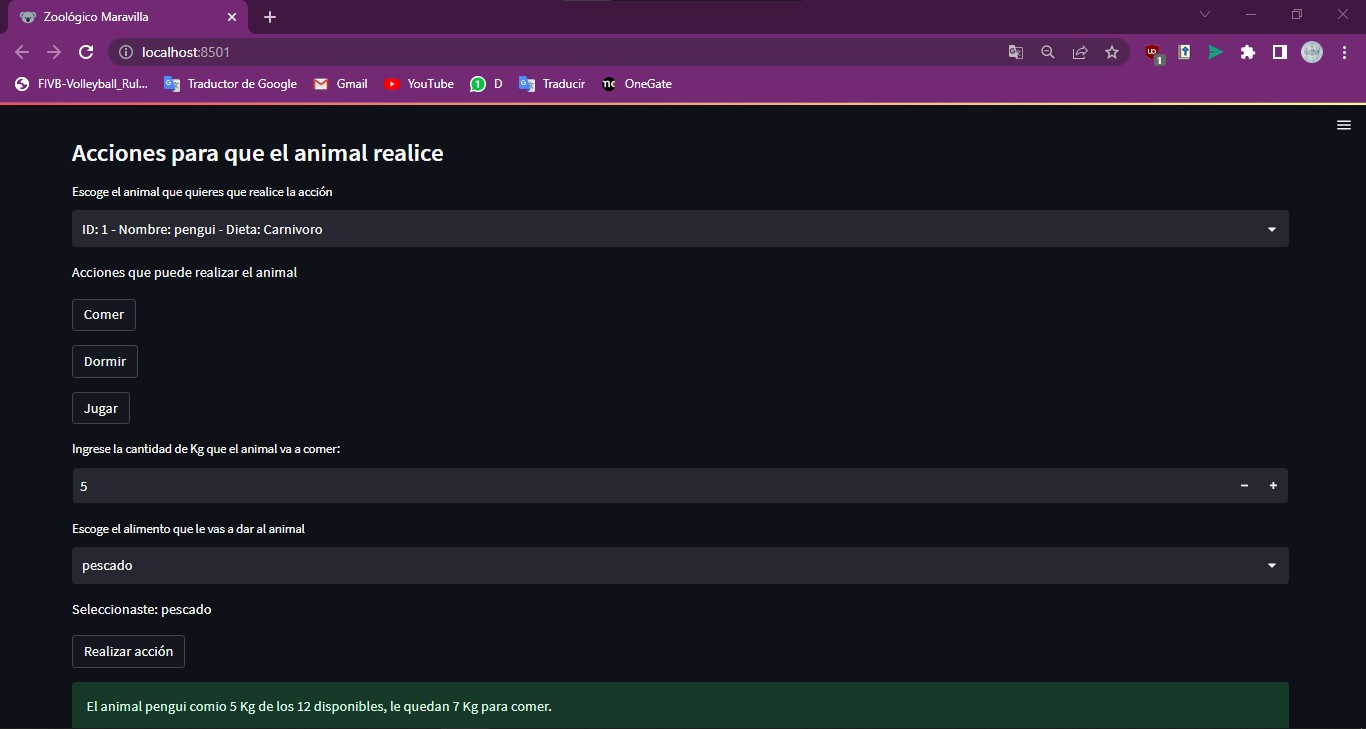 Zoológico Maravilla
localhost:8501
FIVB-Volleyball_Rul... Traductor de Google Gmail YouTube 1 D Traducir OneGate
Acciones para que el animal realice
Escoge el animal que quieres que realice la acción
ID: 1 - Nombre: pengui - Dieta: Carnivoro
Acciones que puede realizar el animal
Comer
Dormir
Jugar
Ingrese la cantidad de Kg que el animal va a comer:
5
Escoge el alimento que le vas a dar al animal
pescado
Seleccionaste: pescado
Realizar acción
El animal pengui comio 5 Kg de los 12 disponibles, le quedan 7 Kg para comer.